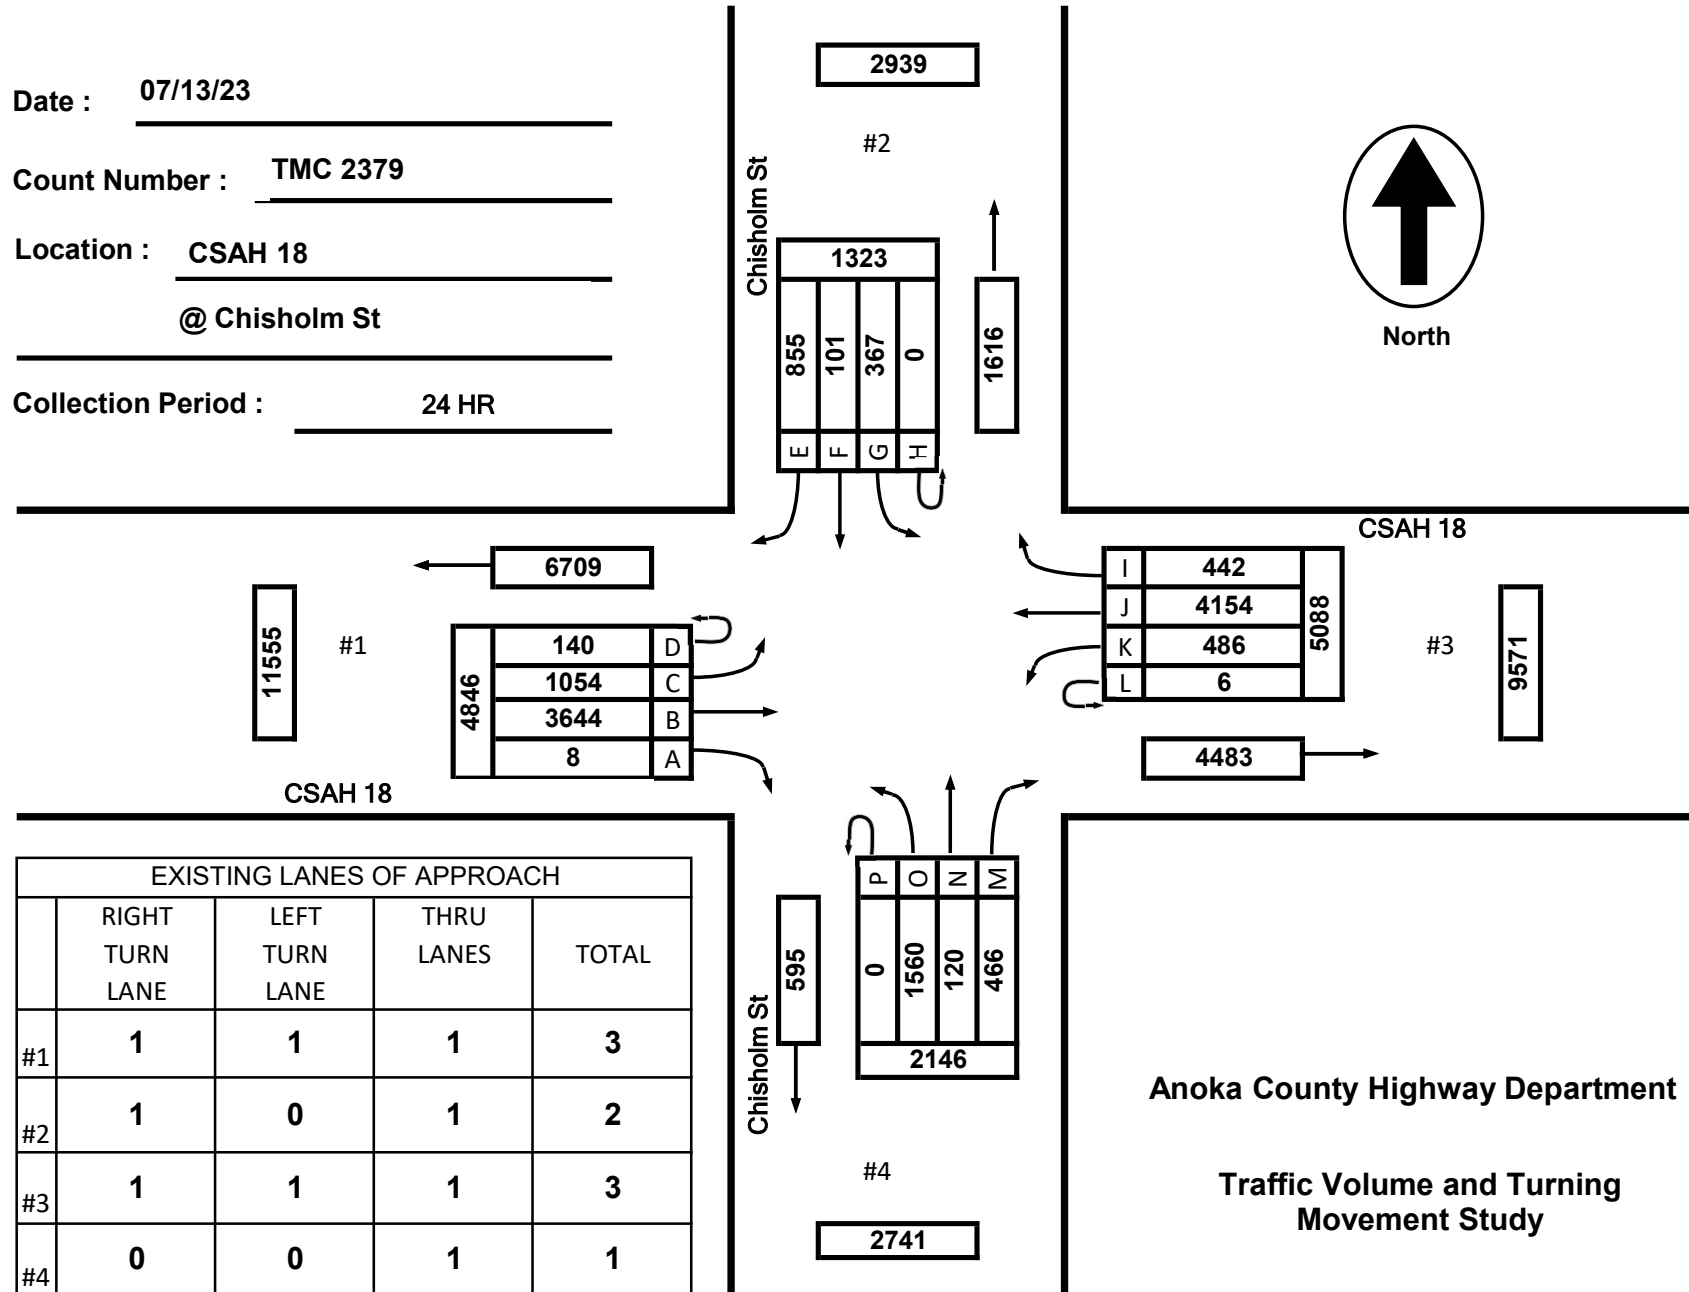 Date : 07/13/23
Count Number : TMC 2379
Location : CSAH 18
@ Chisholm St
Collection Period : 24 HR
2939
#2
Chisholm St
1323
855 101 367 0
E F G H
1616
North
CSAH 18
6709
11555
#1
4846
140 D
1054 C
3644 B
8 A
CSAH 18
I 442
J 4154
K 486
L 6
5088
#3
9571
4483
P O N M
0 1560 120 466
2146
595
Chisholm St
#4
2741
EXISTING LANES OF APPROACH
RIGHT LEFT THRU
TURN TURN LANES TOTAL
LANE LANE
#1 1 1 1 3
#2 1 0 1 2
#3 1 1 1 3
#4 0 0 1 1
Anoka County Highway Department
Traffic Volume and Turning
Movement Study